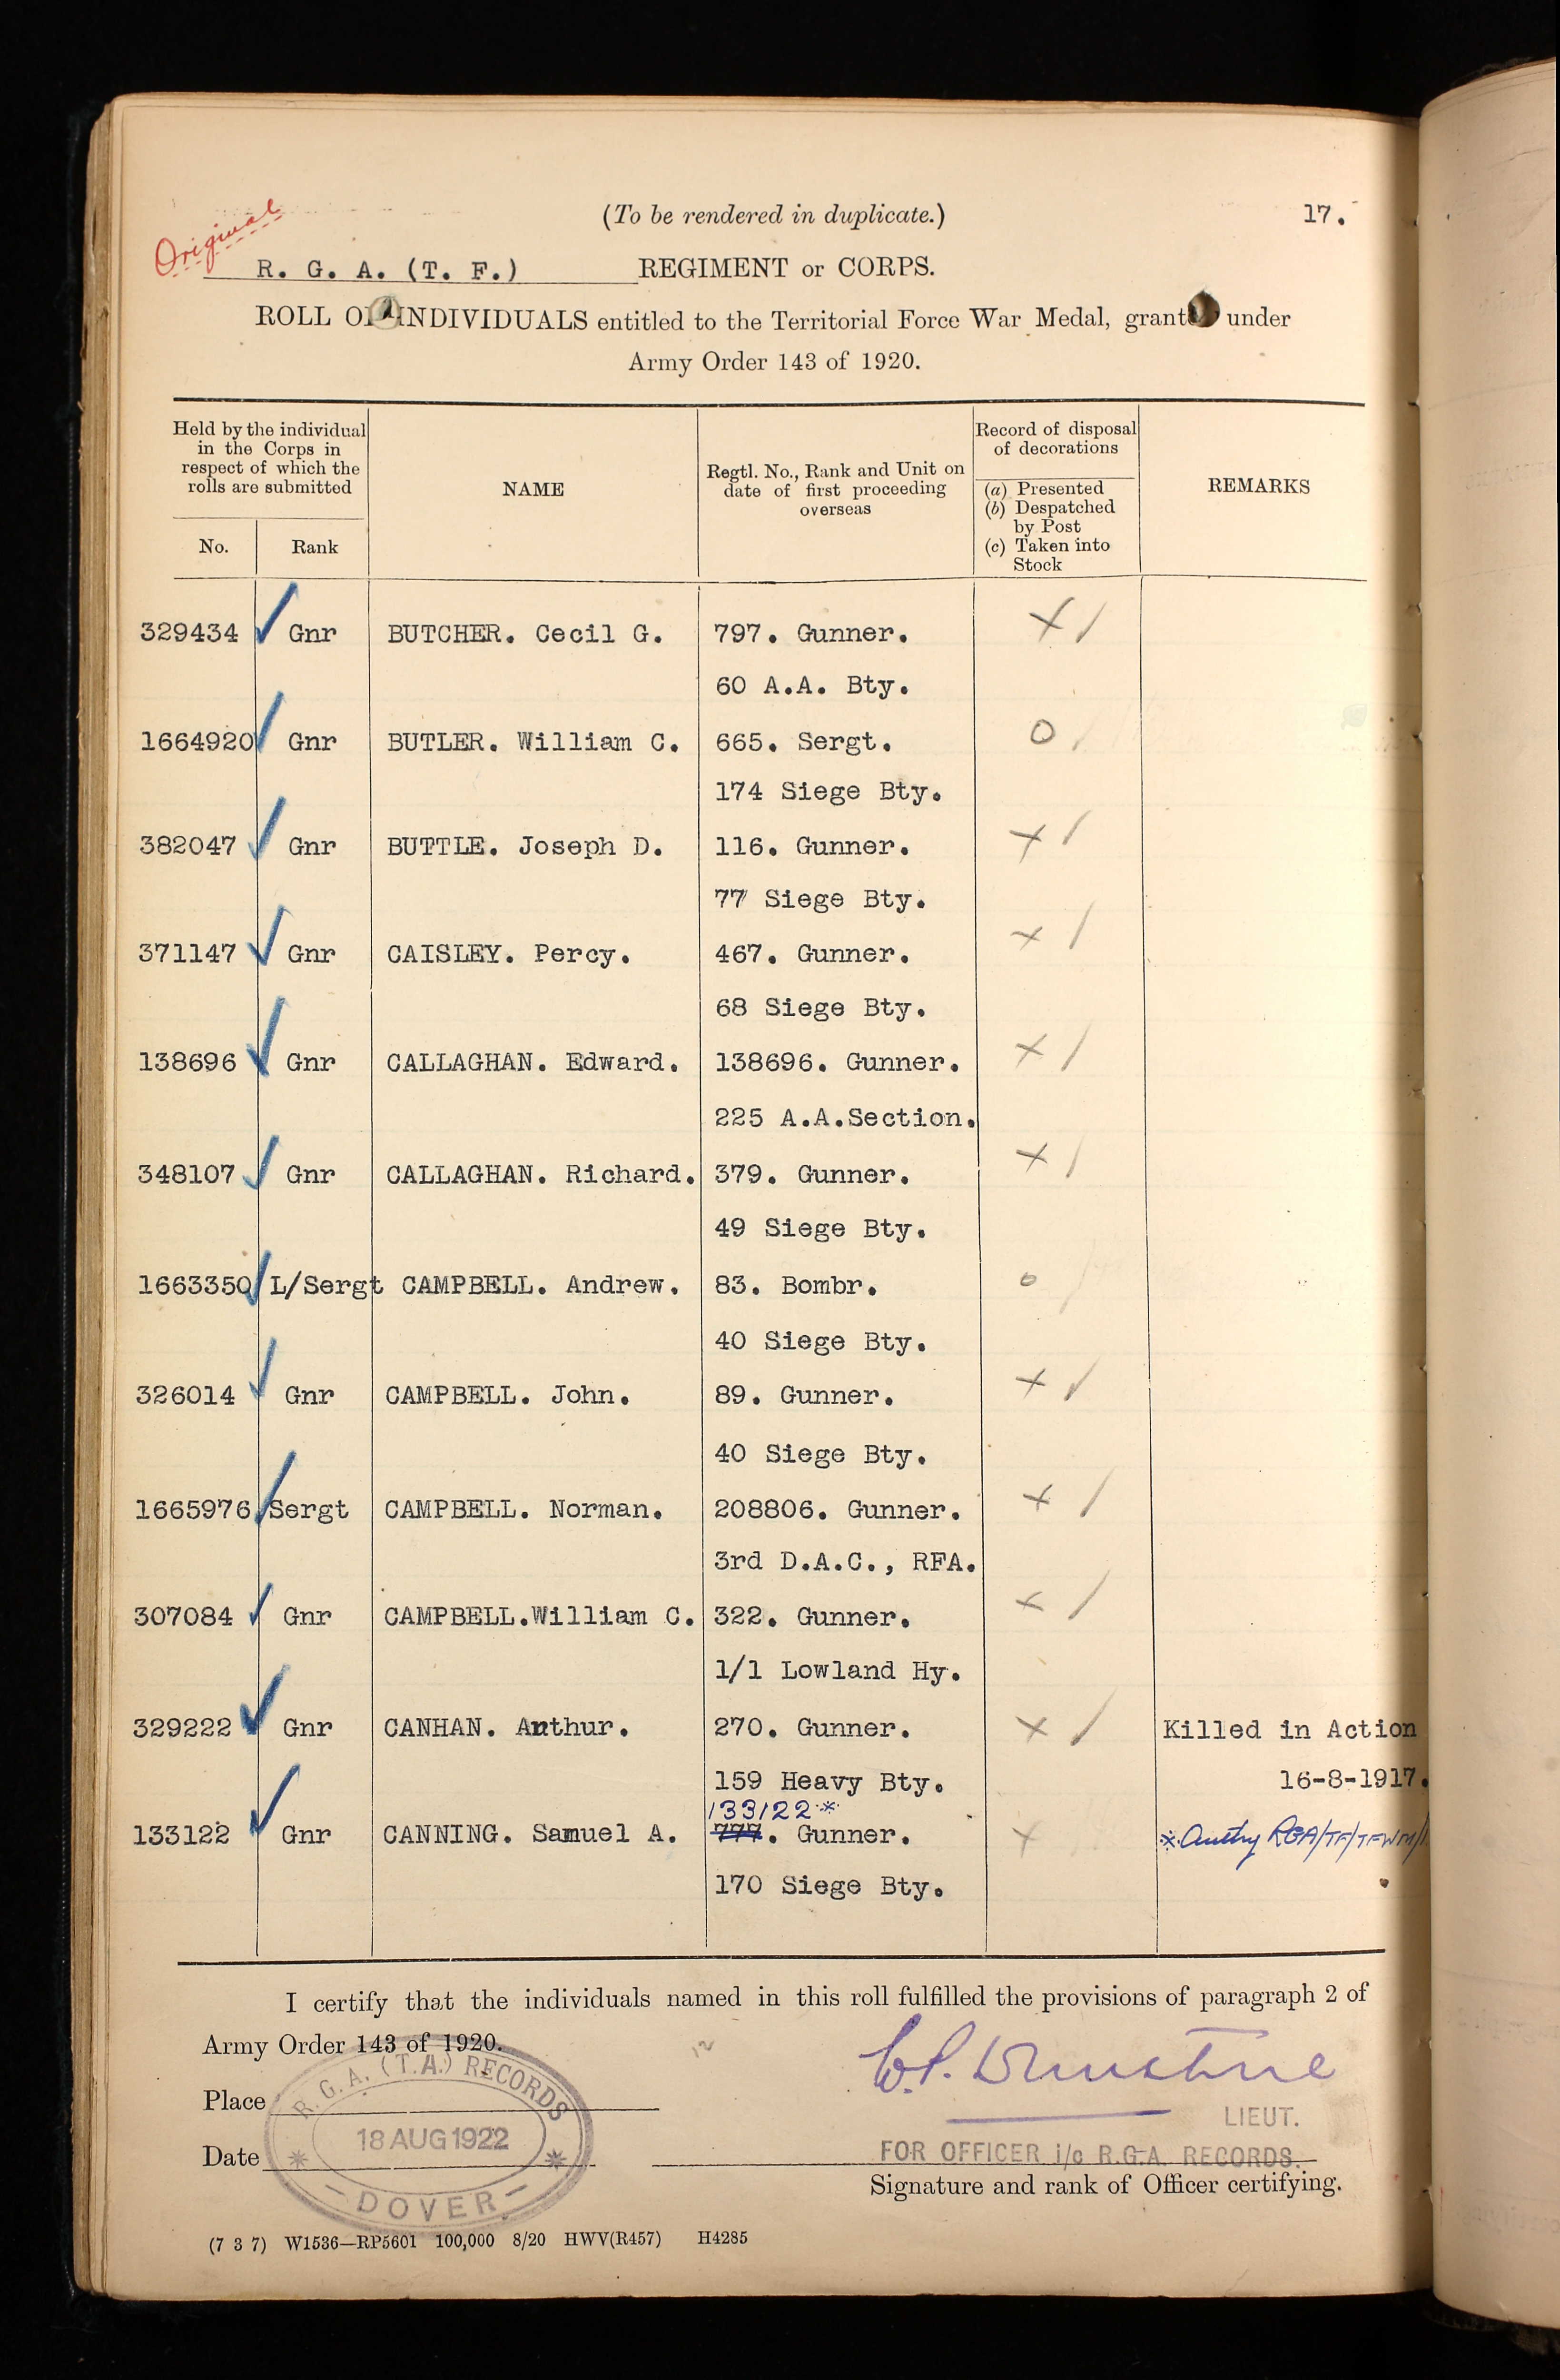 (To be rendered in duplicate.)
17.
Original
R. G. A. (T. F.) REGIMENT or CORPS.
ROLL OF INDIVIDUALS entitled to the Territorial Force War Medal, granted under
Army Order 143 of 1920.
Held by the individual
in the Corps in
respect of which the
rolls are submitted
No.
Rank
NAME
Regtl. No., Rank and Unit on
date of first proceeding
overseas
Record of disposal
of decorations
(a) Presented
(b) Despatched
by Post
(c) Taken into
Stock
REMARKS
329434 Gnr BUTCHER. Cecil G. 797. Gunner.
60 A.A. Bty.
1664920 Gnr BUTLER. William C. 665. Sergt.
174 Siege Bty.
382047 Gnr BUTTLE. Joseph D. 116. Gunner.
77 Siege Bty.
371147 Gnr CAISLEY. Percy. 467. Gunner.
68 Siege Bty.
138696 Gnr CALLAGHAN. Edward. 138696. Gunner.
225 A.A.Section.
348107 Gnr CALLAGHAN. Richard. 379. Gunner.
49 Siege Bty.
1663350 L/Sergt CAMPBELL. Andrew. 83. Bombr.
40 Siege Bty.
326014 Gnr CAMPBELL. John. 89. Gunner.
40 Siege Bty.
1665976 Sergt CAMPBELL. Norman. 208806. Gunner.
3rd D.A.C., RFA.
307084 Gnr CAMPBELL.William C. 322. Gunner.
1/1 Lowland Hy.
329222 Gnr CANHAN. Arthur. 270. Gunner. Killed in Action
159 Heavy Bty. 16-8-1917.
133122*
133122 Gnr CANNING. Samuel A. 777. Gunner. * Authy RGA/TF/TFWM/
170 Siege Bty.
I certify that the individuals named in this roll fulfilled the provisions of paragraph 2 of
Army Order 143 of 1920.
R. G. A. (T.A.) RECORDS
Place
18 AUG 1922
LIEUT.
FOR OFFICER i/c R.G.A. RECORDS.
Date
Signature and rank of Officer certifying.
DOVER
(7 3 7) W1536—RP5601 100,000 8/20 HWV(R457) H4285